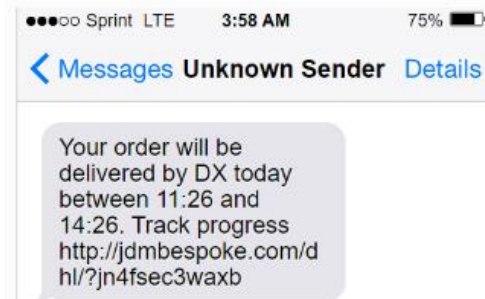 Sprint LTE 3:58 AM 75%
Messages Unknown Sender Details
Your order will be
delivered by DX today
between 11:26 and
14:26. Track progress
http://jdmbespoke.com/d
hl/?jn4fsec3waxb